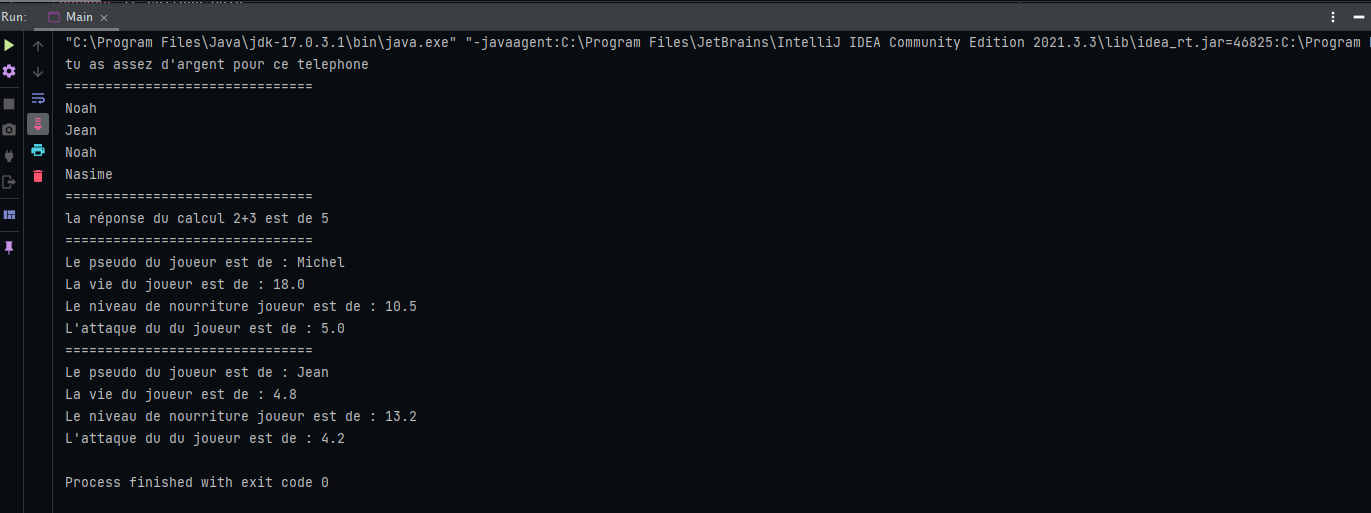 Run: Main
"C:\Program Files\Java\jdk-17.0.3.1\bin\java.exe" "-javaagent:C:\Program Files\JetBrains\IntelliJ IDEA Community Edition 2021.3.3\lib\idea_rt.jar=46825:C:\Program
tu as assez d'argent pour ce telephone
===============================
Noah
Jean
Noah
Nasime
===============================
la réponse du calcul 2+3 est de 5
===============================
Le pseudo du joueur est de : Michel
La vie du joueur est de : 18.0
Le niveau de nourriture joueur est de : 10.5
L'attaque du du joueur est de : 5.0
===============================
Le pseudo du joueur est de : Jean
La vie du joueur est de : 4.8
Le niveau de nourriture joueur est de : 13.2
L'attaque du du joueur est de : 4.2
Process finished with exit code 0